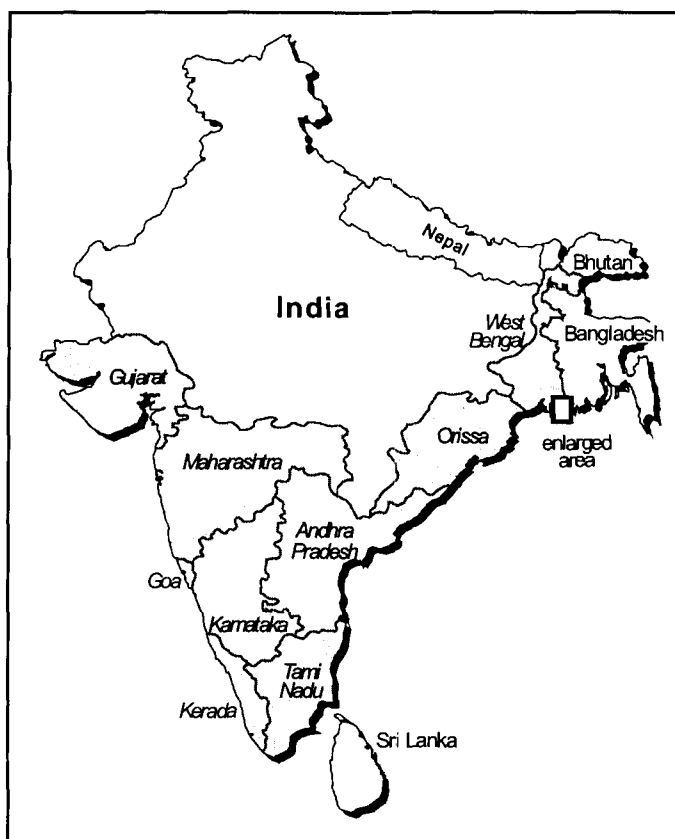 Nepal
Bhutan
India
West
Bengal
Bangladesh
Gujarat
Orissa
enlarged
area
Maharashtra
Andhra
Pradesh
Goa
Karnataka
Tami
Nadu
Kerada
Sri Lanka